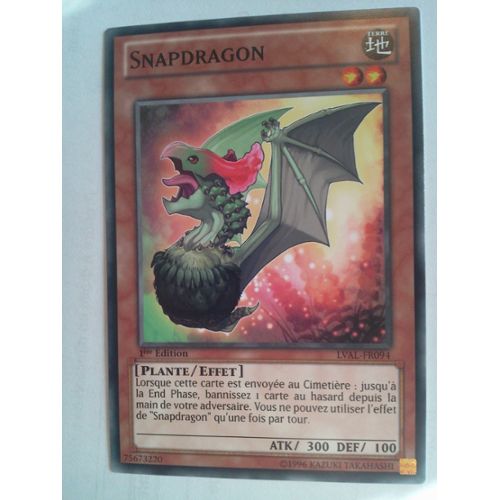 SNAPDRAGON
TERRE
地
1ère Edition
LVAL-FR094
[PLANTE/EFFET]
Lorsque cette carte est envoyée au Cimetière : jusqu'à
la End Phase, bannissez 1 carte au hasard depuis la
main de votre adversaire. Vous ne pouvez utiliser l'effet
de "Snapdragon" qu'une fois par tour.
ATK/ 300 DEF/ 100
75673220
©1996 KAZUKI TAKAHASHI